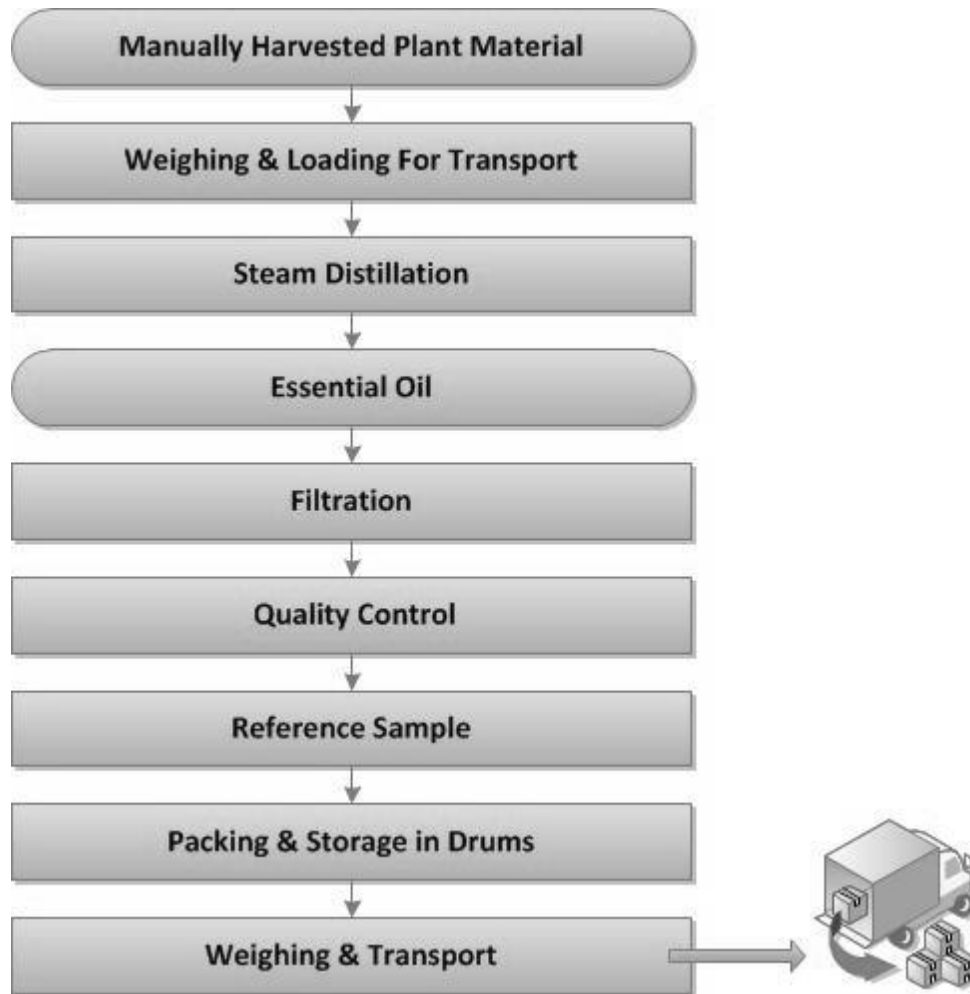 Manually Harvested Plant Material
Weighing & Loading For Transport
Steam Distillation
Essential Oil
Filtration
Quality Control
Reference Sample
Packing & Storage in Drums
Weighing & Transport